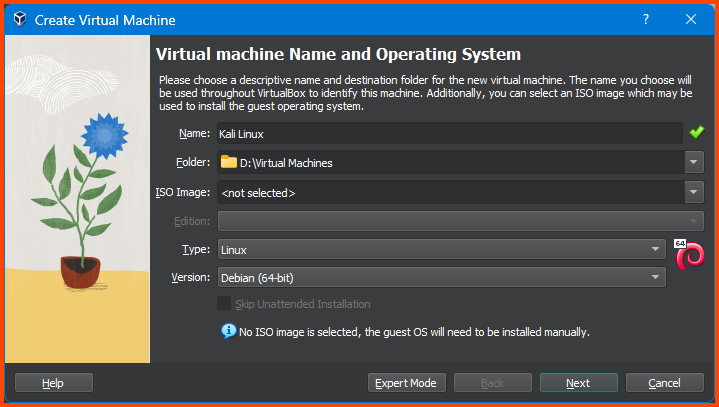 Create Virtual Machine
?
Virtual machine Name and Operating System
Please choose a descriptive name and destination folder for the new virtual machine. The name you choose will
be used throughout VirtualBox to identify this machine. Additionally, you can select an ISO image which may be
used to install the guest operating system.
Name: Kali Linux
Folder: D:\Virtual Machines
ISO Image: <not selected>
Edition:
Type: Linux
64
Version: Debian (64-bit)
Skip Unattended Installation
No ISO image is selected, the guest OS will need to be installed manually.
Help Expert Mode Back Next Cancel